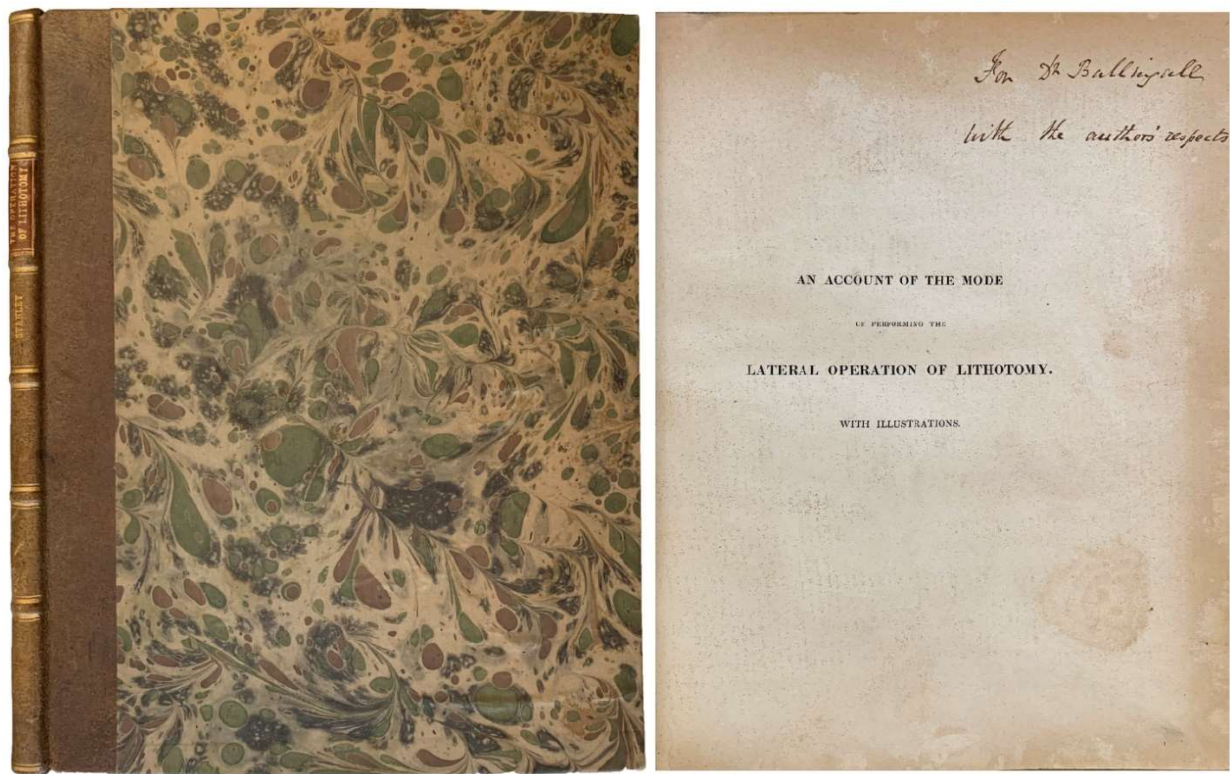 THE OPERATION
OF LITHOTOMY
STANLEY
For Dr Ballingall
with the author's respects
AN ACCOUNT OF THE MODE
OF PERFORMING THE
LATERAL OPERATION OF LITHOTOMY.
WITH ILLUSTRATIONS.